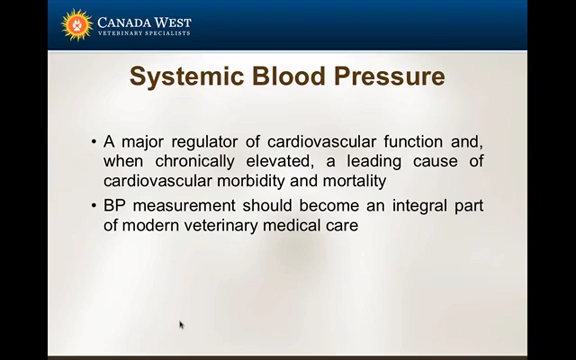 CANADA WEST
VETERINARY SPECIALISTS
Systemic Blood Pressure
• A major regulator of cardiovascular function and,
when chronically elevated, a leading cause of
cardiovascular morbidity and mortality
• BP measurement should become an integral part
of modern veterinary medical care